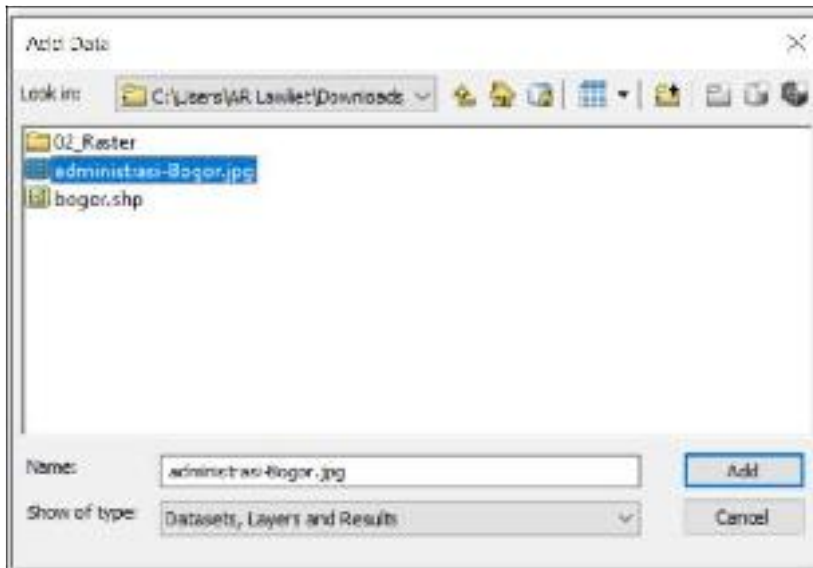 Add Data
Look in: C:\Users\AR Lawliet\Downloads
02_Raster
administrasi-Bogor.jpg
bogor.shp
Name: administrasi-Bogor.jpg Add
Show of type: Datasets, Layers and Results Cancel